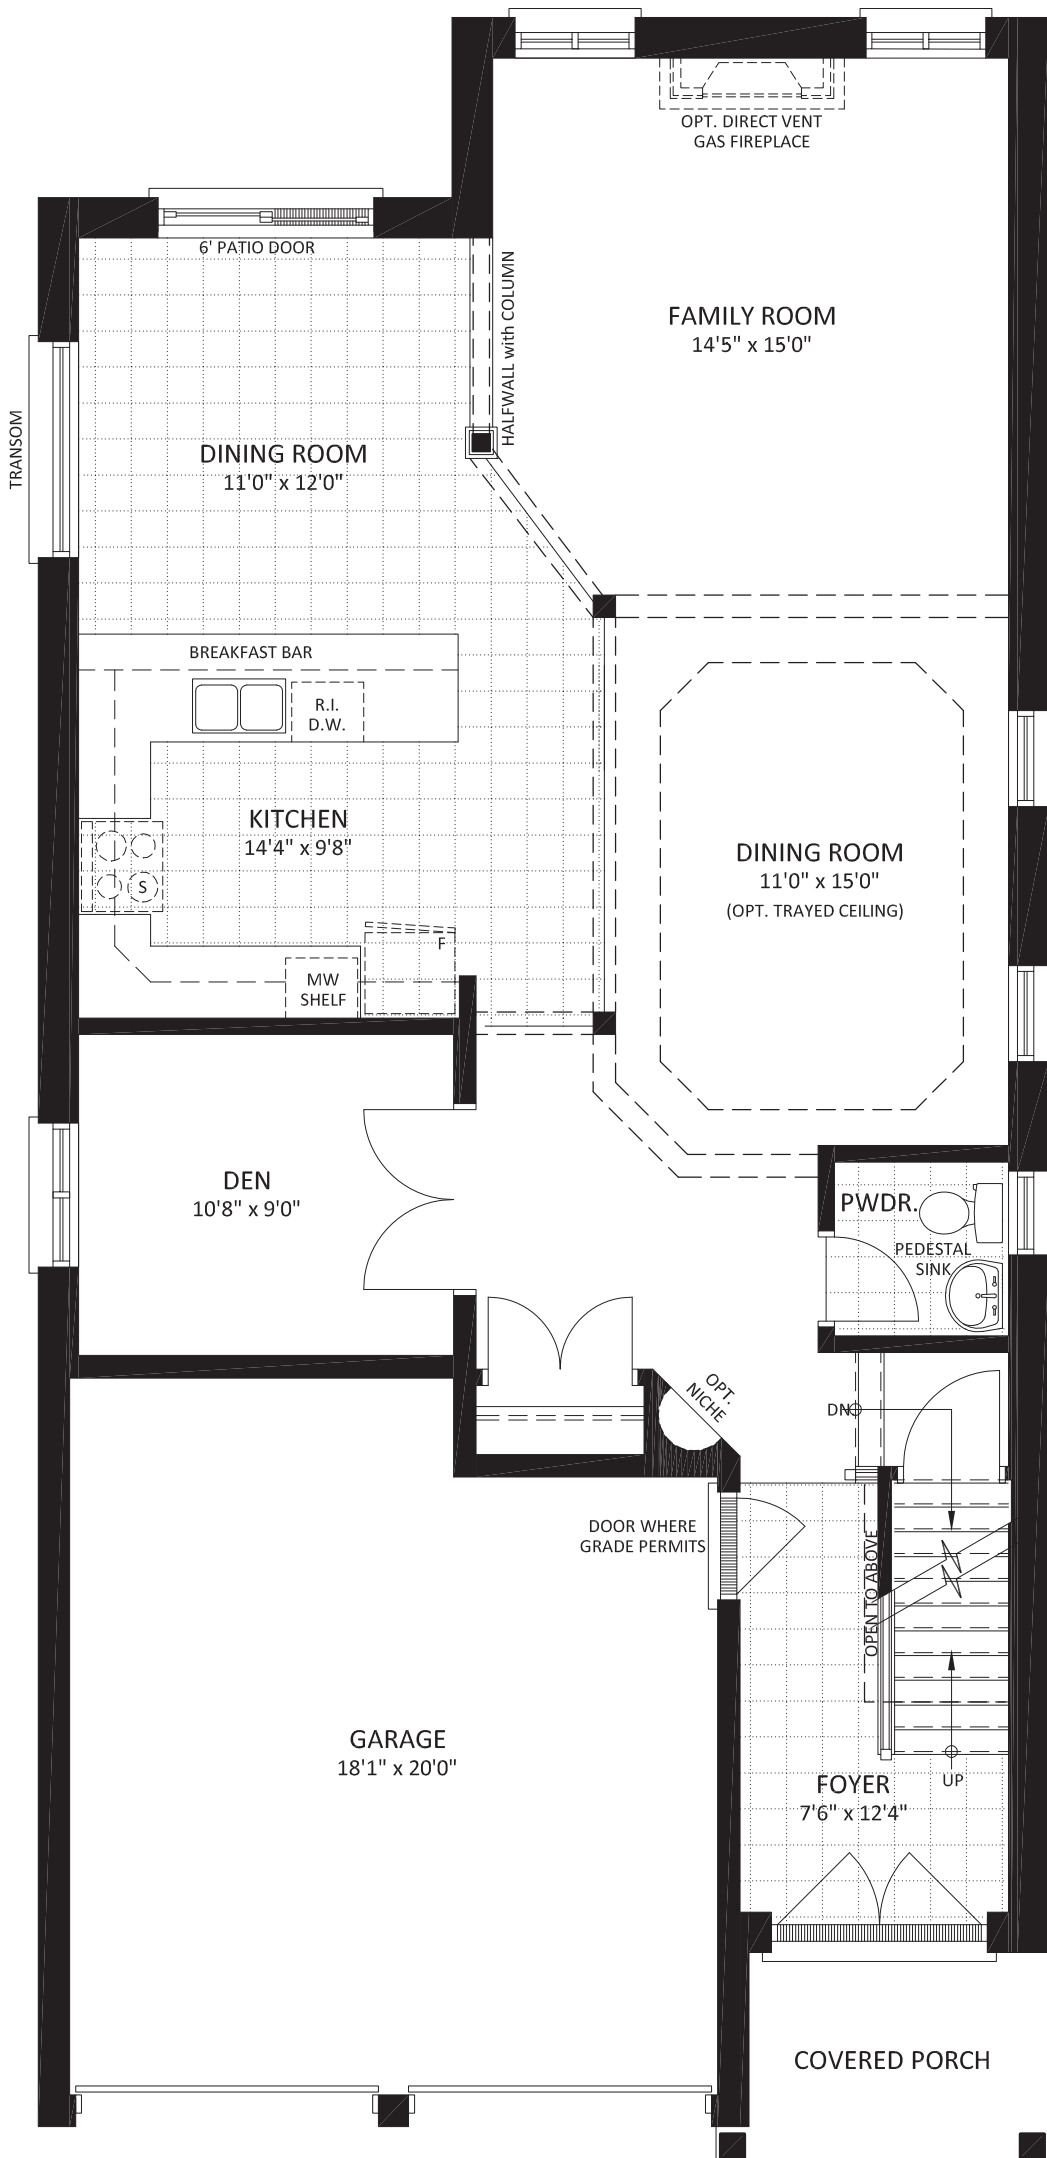 OPT. DIRECT VENT
GAS FIREPLACE
6' PATIO DOOR
HALFWALL with COLUMN
FAMILY ROOM
14'5" x 15'0"
TRANSOM
DINING ROOM
11'0" x 12'0"
BREAKFAST BAR
R.I.
D.W.
KITCHEN
14'4" x 9'8"
S
DINING ROOM
11'0" x 15'0"
(OPT. TRAYED CEILING)
F
MW
SHELF
DEN
10'8" x 9'0"
PWDR.
PEDESTAL
SINK
OPT.
NICHE
DN
DOOR WHERE
GRADE PERMITS
OPEN TO ABOVE
GARAGE
18'1" x 20'0"
UP
FOYER
7'6" x 12'4"
COVERED PORCH